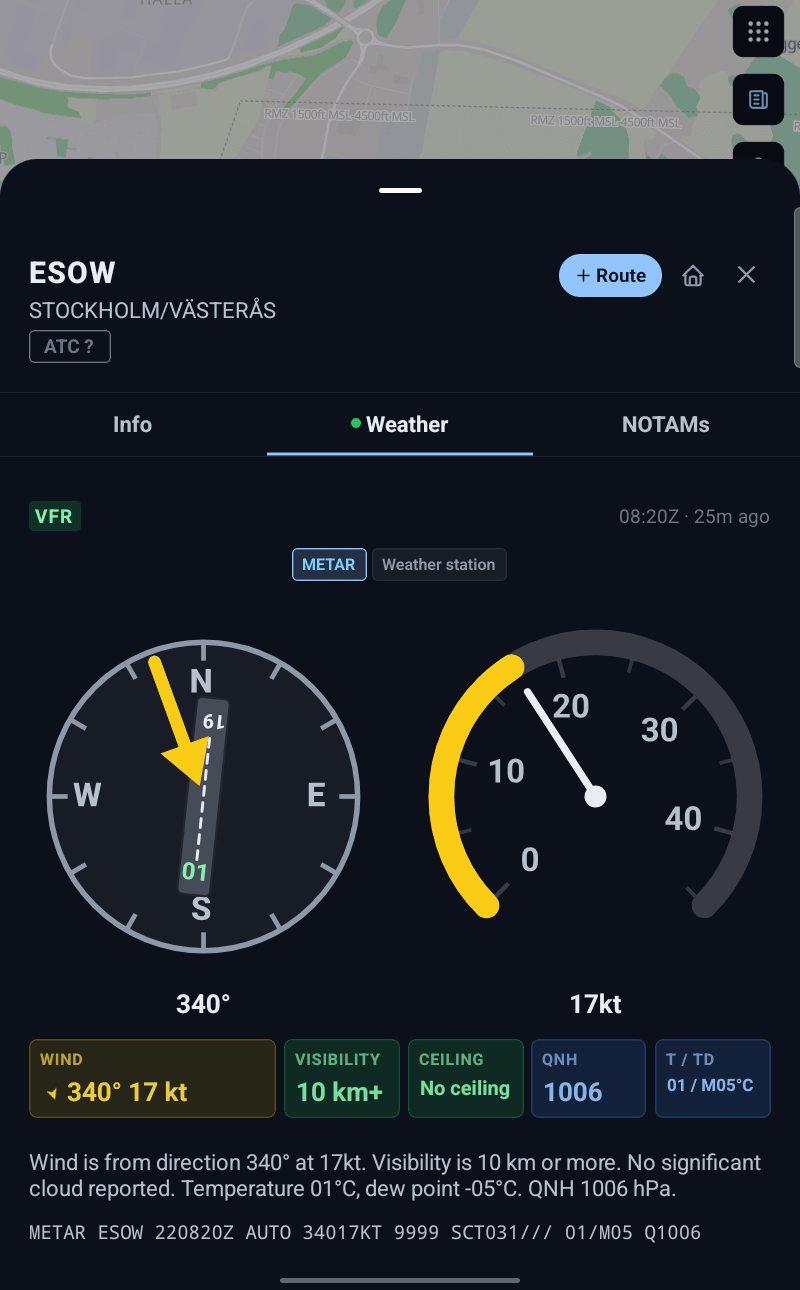 HALLA
RMZ 1500ft MSL-4500ft MSL
RMZ 1500ft MSL-4500ft MSL
ESOW
+ Route
STOCKHOLM/VÄSTERÅS
ATC ?
Info
Weather
NOTAMs
VFR
08:20Z · 25m ago
METAR
Weather station
N
19
W
E
01
S
0
10
20
30
40
340°
17kt
WIND
340° 17 kt
VISIBILITY
10 km+
CEILING
No ceiling
QNH
1006
T / TD
01 / M05°C
Wind is from direction 340° at 17kt. Visibility is 10 km or more. No significant
cloud reported. Temperature 01°C, dew point -05°C. QNH 1006 hPa.
METAR ESOW 220820Z AUTO 34017KT 9999 SCT031/// 01/M05 Q1006